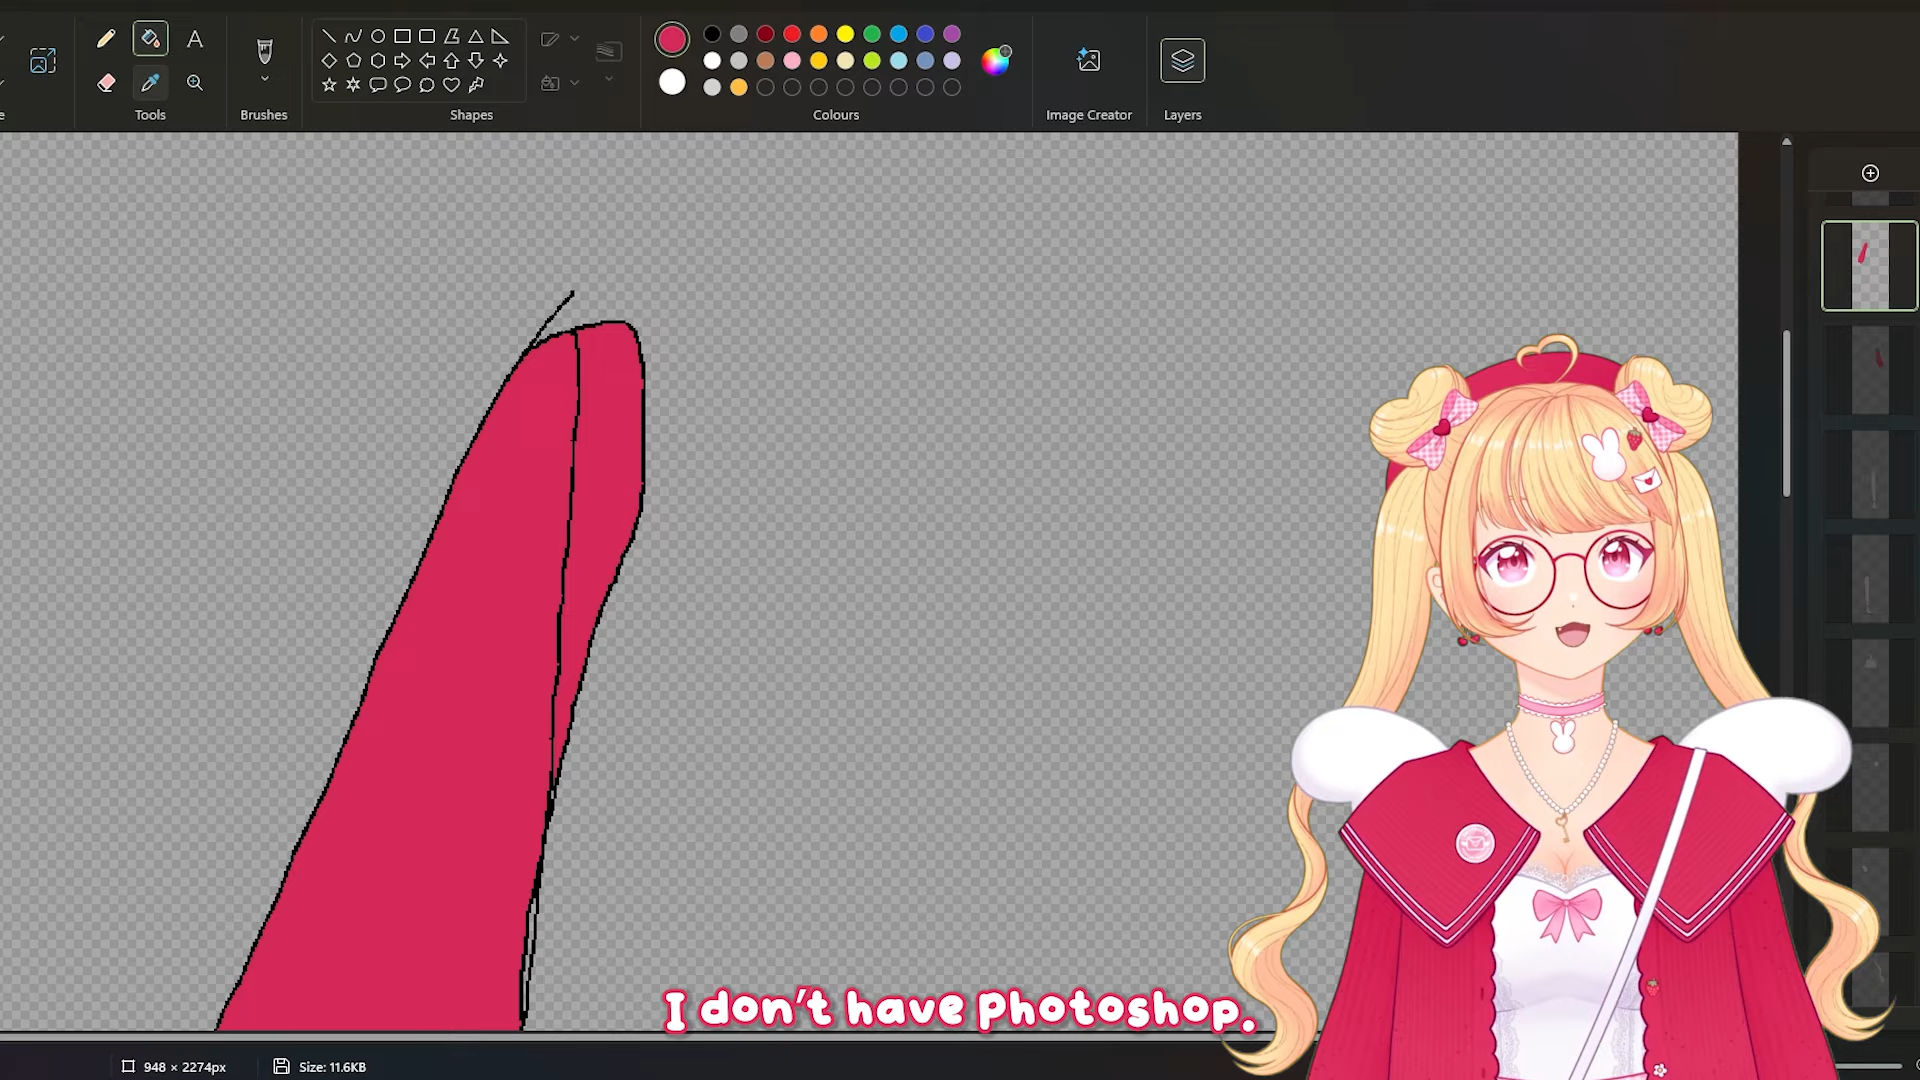 A
e
Tools
Brushes
Shapes
Colours
Image Creator
Layers
I don't have Photoshop.
948 × 2274px
Size: 11.6KB